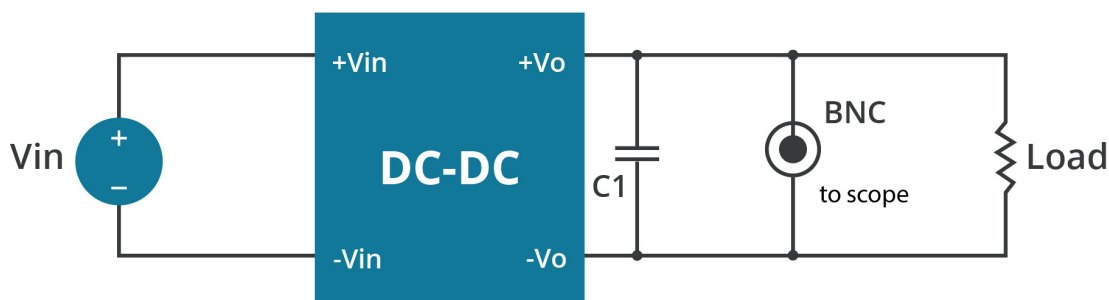 Vin
+
−
+Vin
-Vin
DC-DC
+Vo
-Vo
C1
BNC
to scope
Load